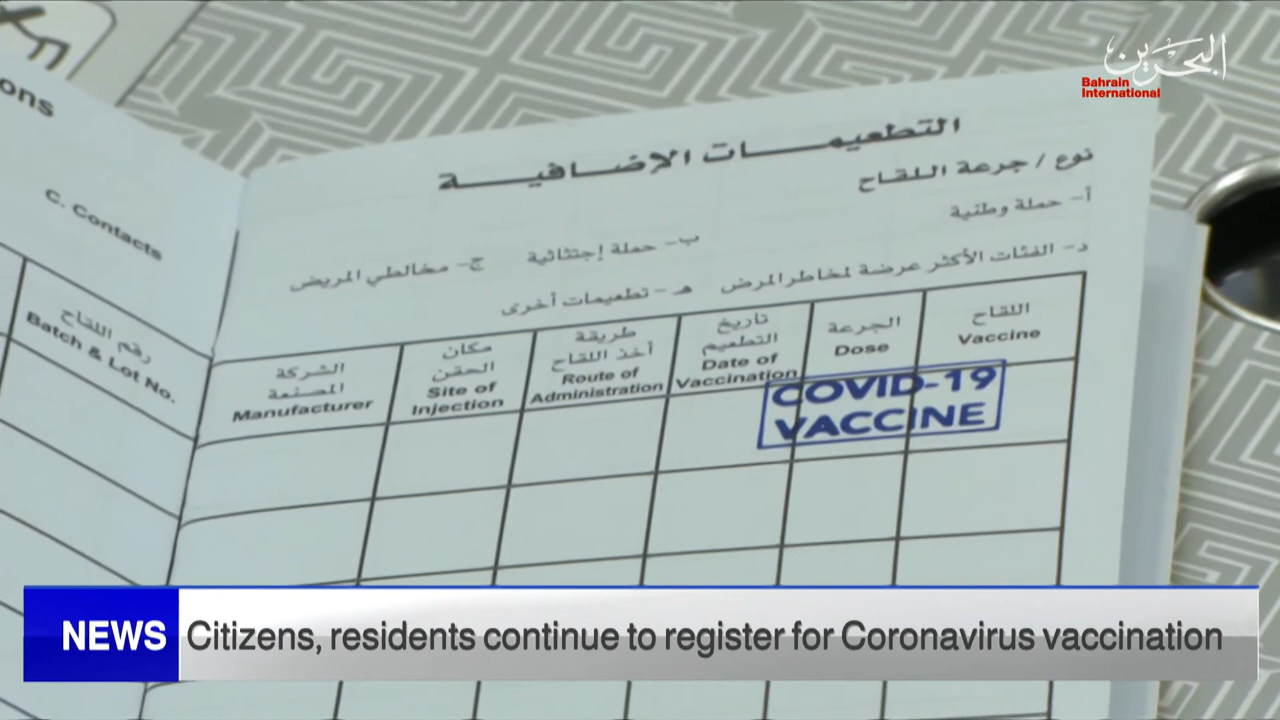 البحرين
Bahrain
International
ons
C. Contacts
رقم اللقاح
Batch & Lot No.
التطعيمات الإضافية
نوع / جرعة اللقاح
أ- حملة وطنية
ب- حملة إجتثائية
ج- مخالطي المريض
د- الفئات الأكثر عرضة لمخاطر المرض
هـ - تطعيمات أخرى
اللقاح
Vaccine
الجرعة
Dose
تاريخ
التطعيم
Date of
Vaccination
طريقة
أخذ اللقاح
Route of
Administration
مكان
الحقن
Site of
Injection
الشركة
المصنعة
Manufacturer
COVID-19
VACCINE
NEWS
Citizens, residents continue to register for Coronavirus vaccination